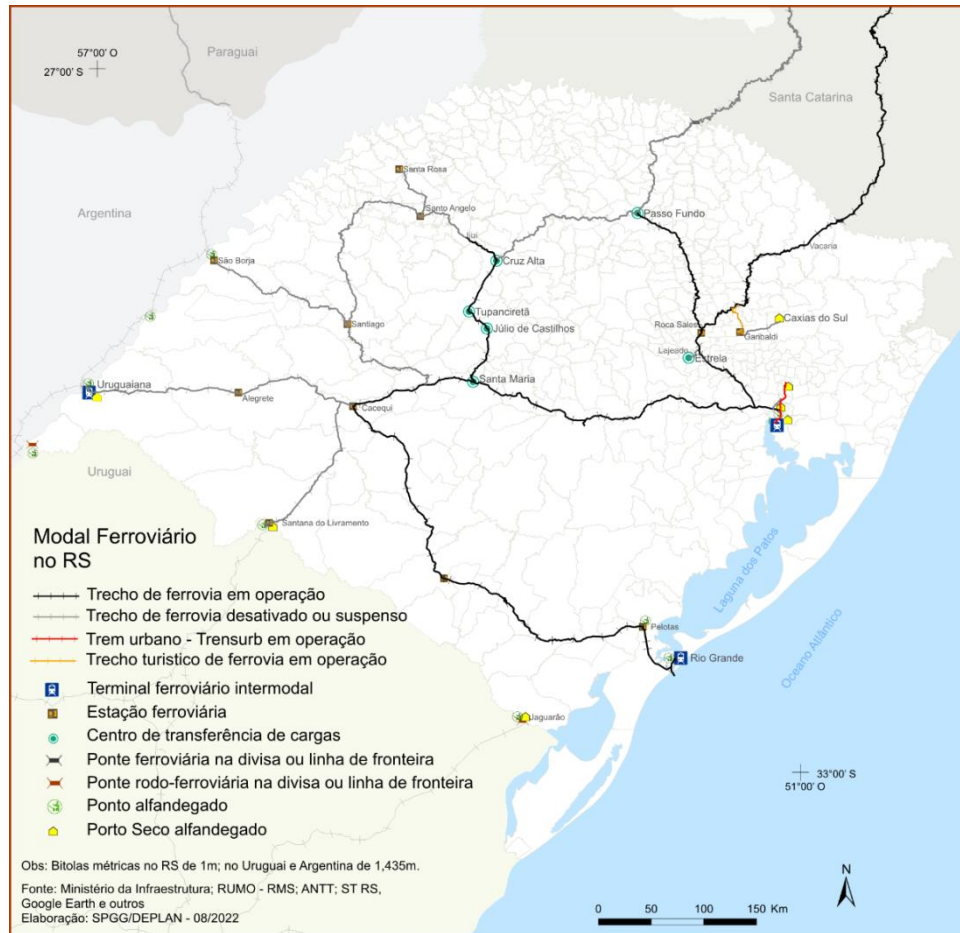 57°00' O
27°00' S
Paraguai
Santa Catarina
Argentina
Santa Rosa
Santo Angelo
Ijuí
Passo Fundo
Vacaria
São Borja
Cruz Alta
Tupanciretã
Júlio de Castilhos
Santiago
Roca Sales
Caxias do Sul
Garibaldi
Lajeado
Estrela
Uruguaiana
Alegrete
Santa Maria
Cacequi
Uruguai
Santana do Livramento
Laguna dos Patos
Oceano Atlântico
Pelotas
Rio Grande
Jaguarão
33°00' S
51°00' O
Modal Ferroviário
no RS
Trecho de ferrovia em operação
Trecho de ferrovia desativado ou suspenso
Trem urbano - Trensurb em operação
Trecho turistico de ferrovia em operação
Terminal ferroviário intermodal
Estação ferroviária
Centro de transferência de cargas
Ponte ferroviária na divisa ou linha de fronteira
Ponte rodo-ferroviária na divisa ou linha de fronteira
Ponto alfandegado
Porto Seco alfandegado
Obs: Bitolas métricas no RS de 1m; no Uruguai e Argentina de 1,435m.
Fonte: Ministério da Infraestrutura; RUMO - RMS; ANTT; ST RS,
Google Earth e outros
Elaboração: SPGG/DEPLAN - 08/2022
N
0 50 100 150 Km